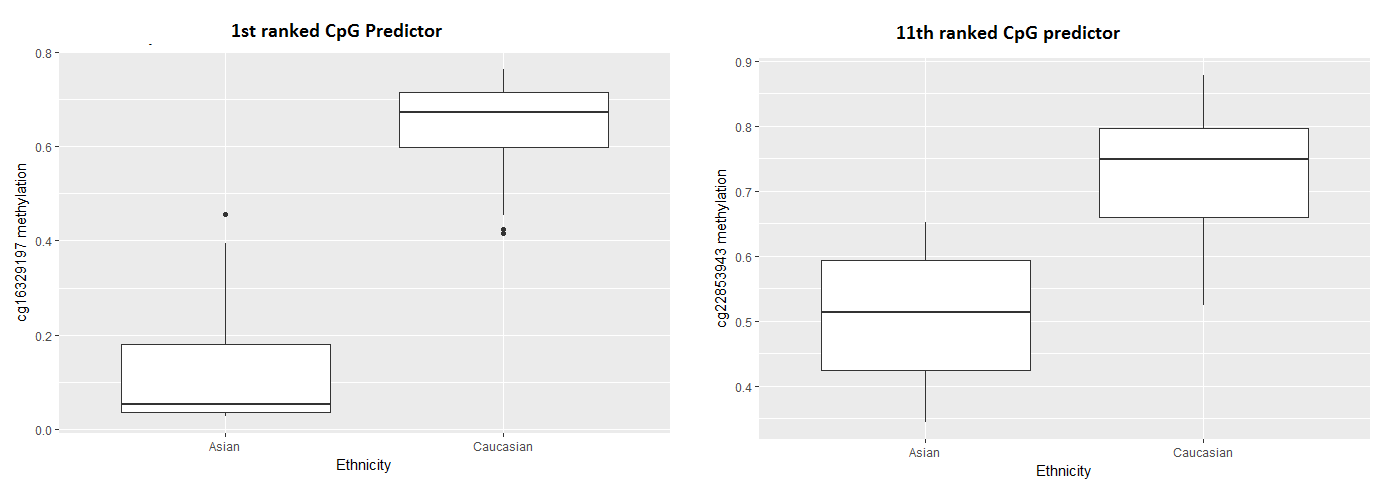 1st ranked CpG Predictor
cg16329197 methylation
0.8
0.6
0.4
0.2
0.0
Asian
Caucasian
Ethnicity
11th ranked CpG predictor
cg22853943 methylation
0.9
0.8
0.7
0.6
0.5
0.4
Asian
Caucasian
Ethnicity